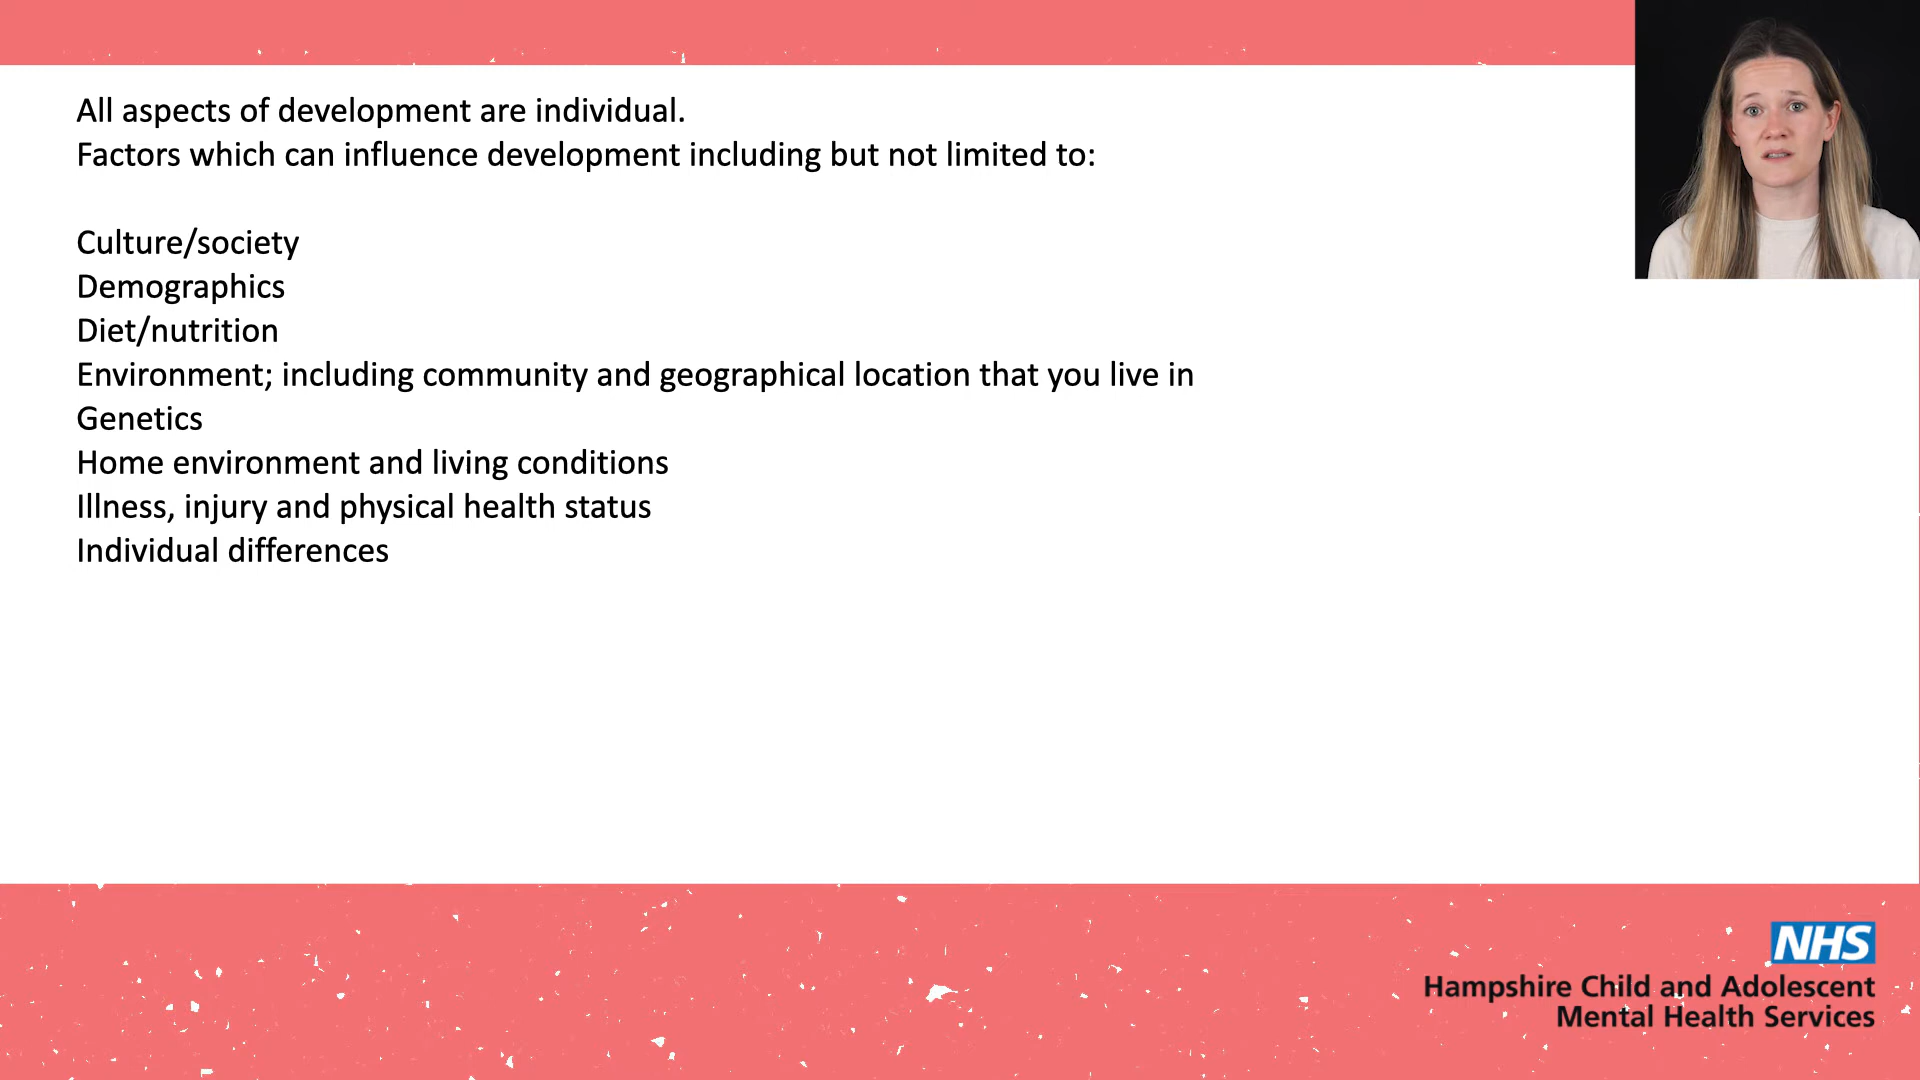 All aspects of development are individual.
Factors which can influence development including but not limited to:
Culture/society
Demographics
Diet/nutrition
Environment; including community and geographical location that you live in
Genetics
Home environment and living conditions
Illness, injury and physical health status
Individual differences
NHS
Hampshire Child and Adolescent
Mental Health Services